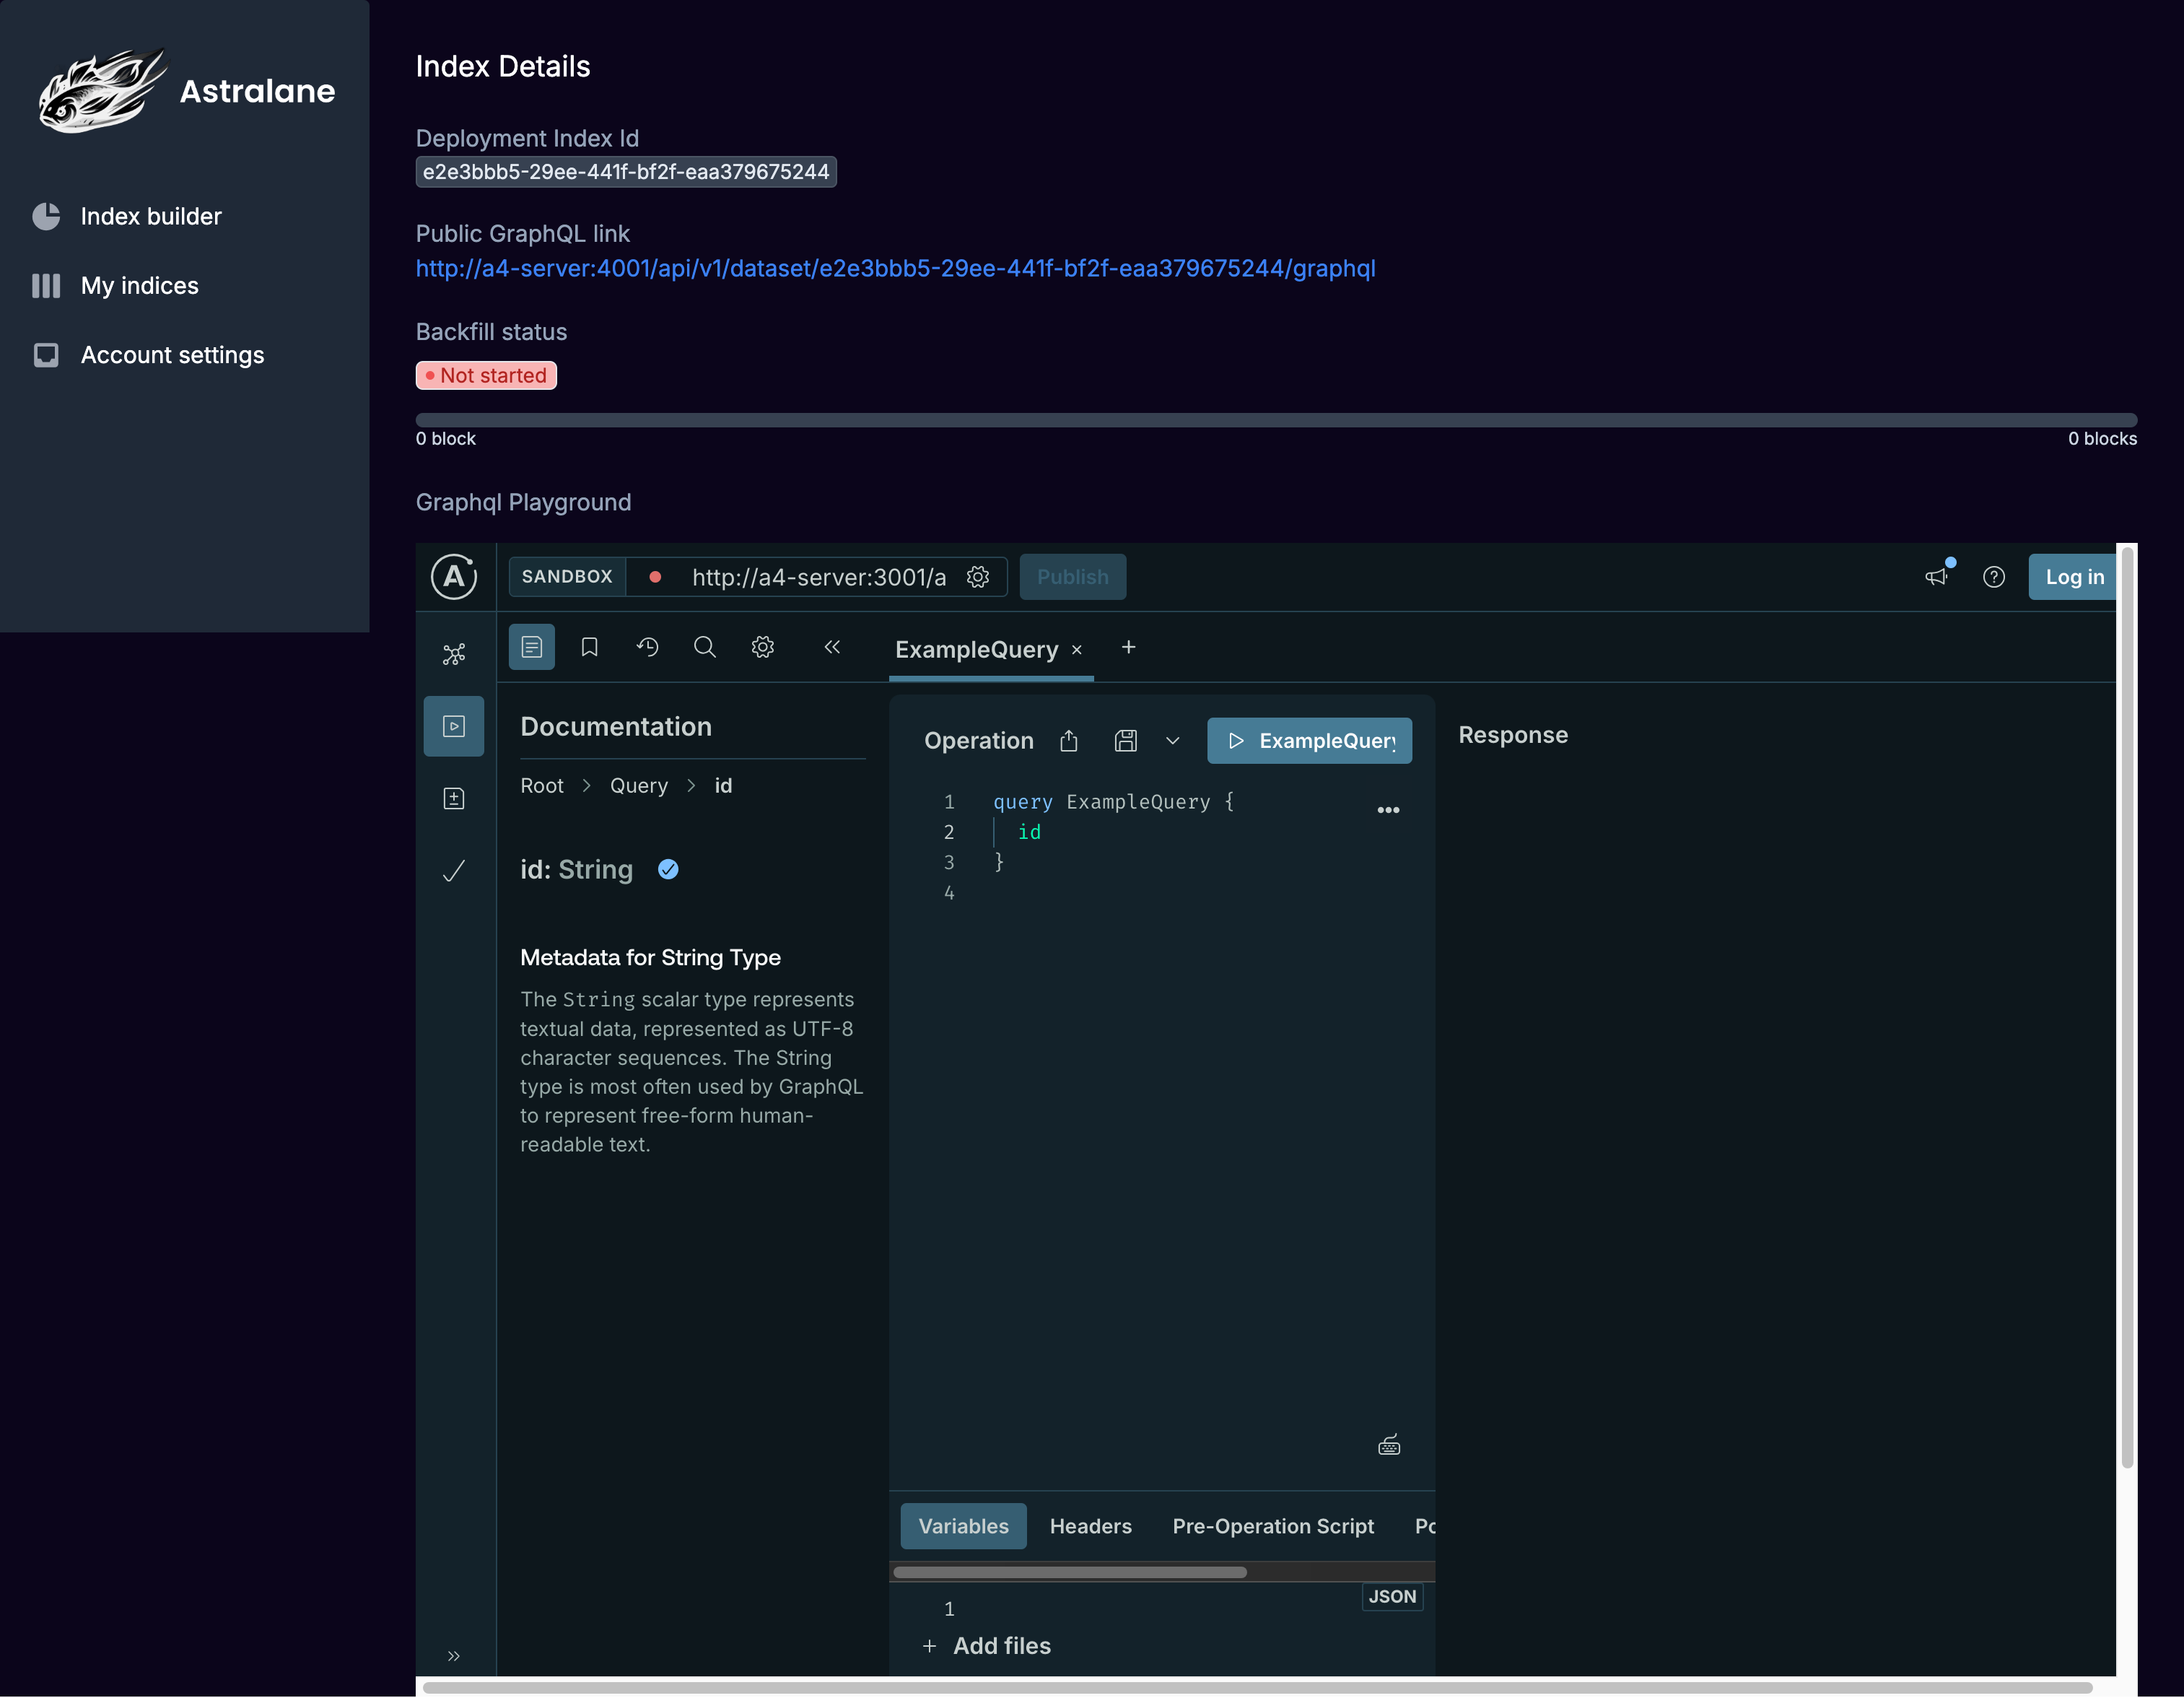 Astralane
Index builder
My indices
Account settings
Index Details
Deployment Index Id
e2e3bbb5-29ee-441f-bf2f-eaa379675244
Public GraphQL link
http://a4-server:4001/api/v1/dataset/e2e3bbb5-29ee-441f-bf2f-eaa379675244/graphql
Backfill status
Not started
0 block
0 blocks
Graphql Playground
SANDBOX
http://a4-server:3001/a
Publish
Log in
ExampleQuery
Documentation
Root > Query > id
id: String
Metadata for String Type
The String scalar type represents
textual data, represented as UTF-8
character sequences. The String
type is most often used by GraphQL
to represent free-form human-
readable text.
Operation
ExampleQuery
1 query ExampleQuery {
2 id
3 }
4
Response
Variables
Headers
Pre-Operation Script
Po
JSON
1
+ Add files